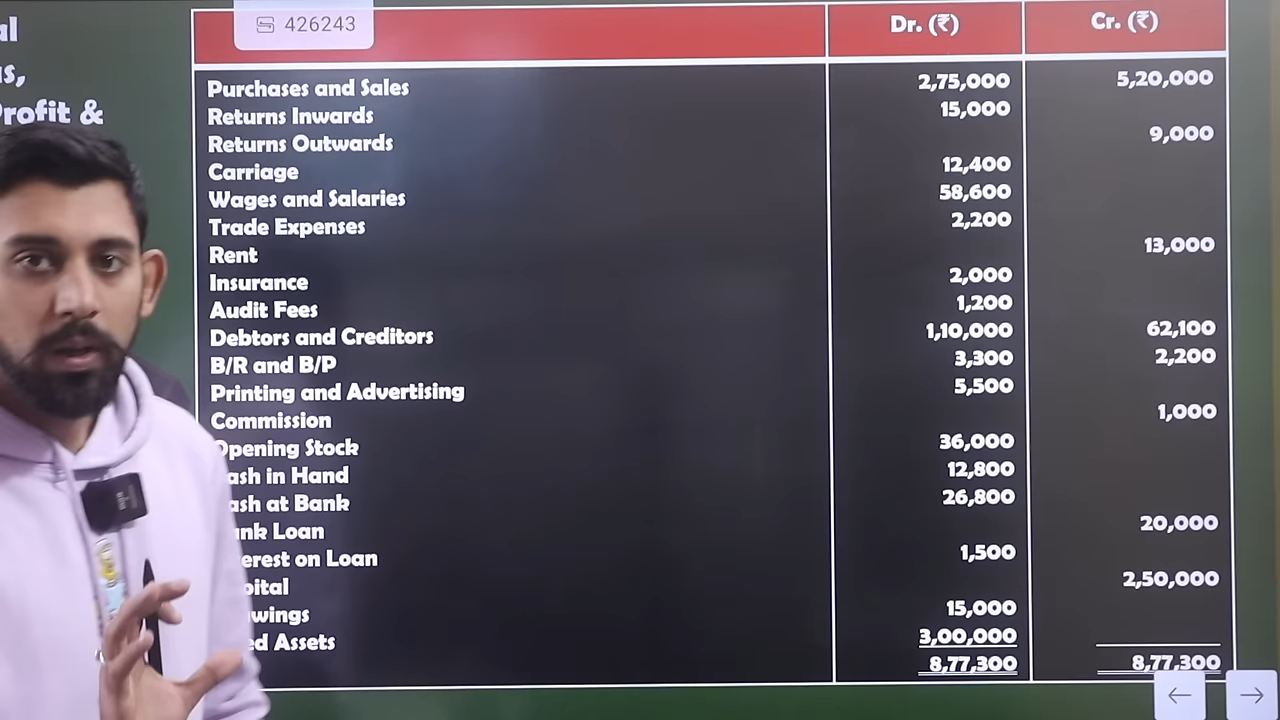 al
s,
Profit &
426243
Dr. (₹) Cr. (₹)
Purchases and Sales 2,75,000 5,20,000
Returns Inwards 15,000
Returns Outwards 9,000
Carriage 12,400
Wages and Salaries 58,600
Trade Expenses 2,200
Rent 13,000
Insurance 2,000
Audit Fees 1,200
Debtors and Creditors 1,10,000 62,100
B/R and B/P 3,300 2,200
Printing and Advertising 5,500
Commission 1,000
Opening Stock 36,000
ash in Hand 12,800
ash at Bank 26,800
nk Loan 20,000
erest on Loan 1,500
pital 2,50,000
wings 15,000
ed Assets 3,00,000
8,77,300 8,77,300